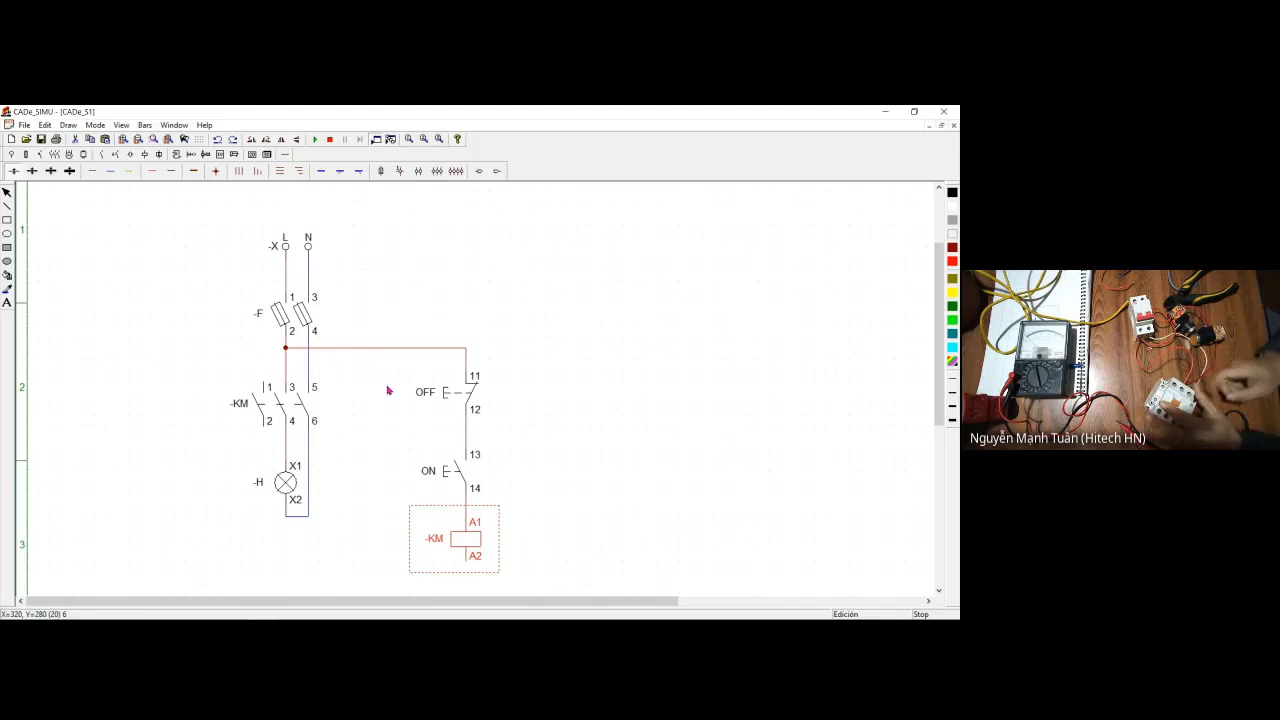 CADe_SIMU - [CADe_S1]
File Edit Draw Mode View Bars Window Help
1
L N
-X
1 3
-F
2 4
2
11
OFF
12
1 3 5
-KM
2 4 6
13
ON
14
X1
-H
X2
A1
-KM
A2
3
X=320, Y=280 (20) 6
Edición
Stop
Nguyễn Mạnh Tuân (Hitech HN)